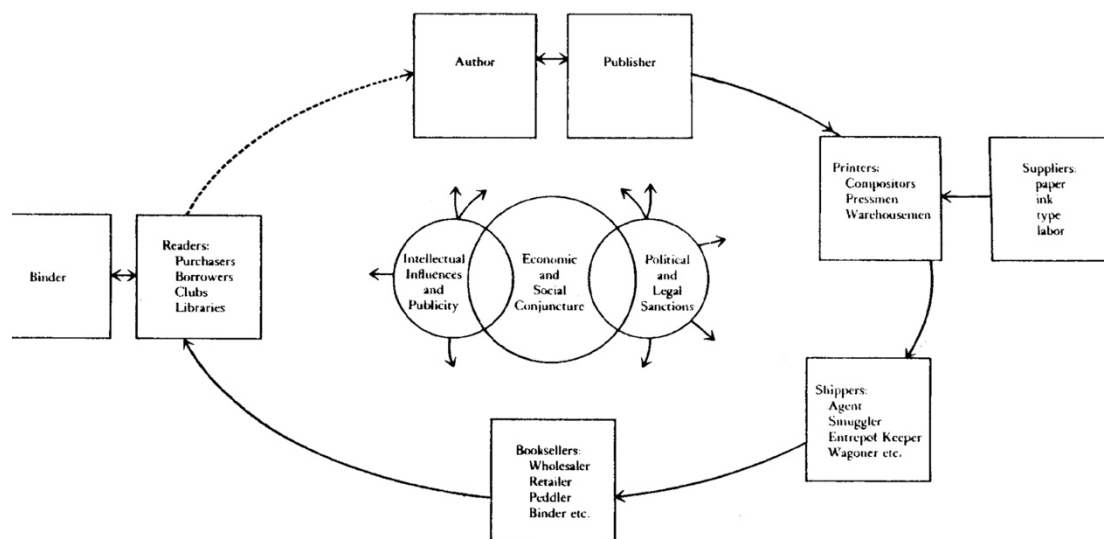 Author
Publisher
Printers:
Compositors
Pressmen
Warehousemen
Suppliers:
paper
ink
type
labor
Binder
Readers:
Purchasers
Borrowers
Clubs
Libraries
Intellectual
Influences
and
Publicity
Economic
and
Social
Conjuncture
Political
and
Legal
Sanctions
Shippers:
Agent
Smuggler
Entrepot Keeper
Wagoner etc.
Booksellers:
Wholesaler
Retailer
Peddler
Binder etc.